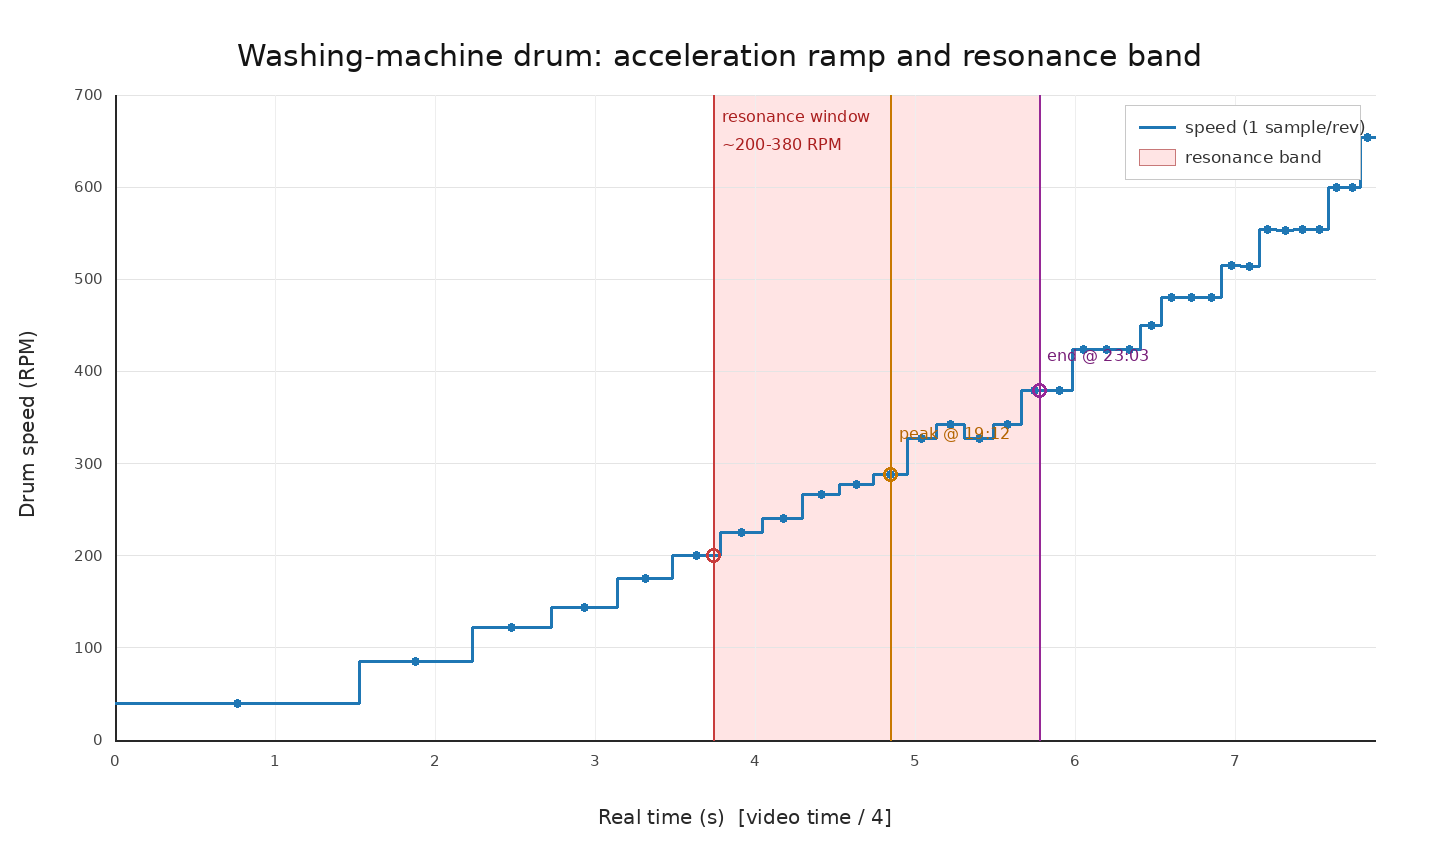 Washing-machine drum: acceleration ramp and resonance band
700
600
500
400
300
200
100
0
Drum speed (RPM)
resonance window
~200-380 RPM
speed (1 sample/rev)
resonance band
end @ 23:03
peak @ 19:12
0 1 2 3 4 5 6 7
Real time (s) [video time / 4]